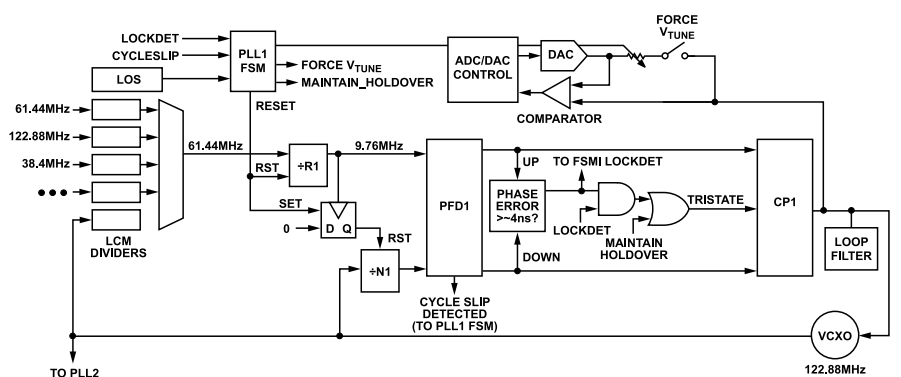 LOCKDET
CYCLESLIP
LOS
PLL1
FSM
FORCE VTUNE
MAINTAIN_HOLDOVER
RESET
ADC/DAC
CONTROL
DAC
COMPARATOR
FORCE
VTUNE
61.44MHz
122.88MHz
38.4MHz
LCM
DIVIDERS
61.44MHz
RST
÷R1
9.76MHz
SET
0
D Q
RST
÷N1
PFD1
UP
TO FSMI LOCKDET
PHASE
ERROR
>~4ns?
LOCKDET
DOWN
MAINTAIN
HOLDOVER
TRISTATE
CP1
LOOP
FILTER
CYCLE SLIP
DETECTED
(TO PLL1 FSM)
VCXO
122.88MHz
TO PLL2